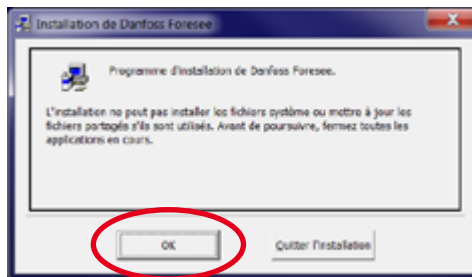 Installation de Danfoss Foresee
Programme d'installation de Danfoss Foresee.
L'installation ne peut pas installer les fichiers système ou mettre à jour les
fichiers partagés s'ils sont utilisés. Avant de poursuivre, fermez toutes les
applications en cours.
OK
Quitter l'installation